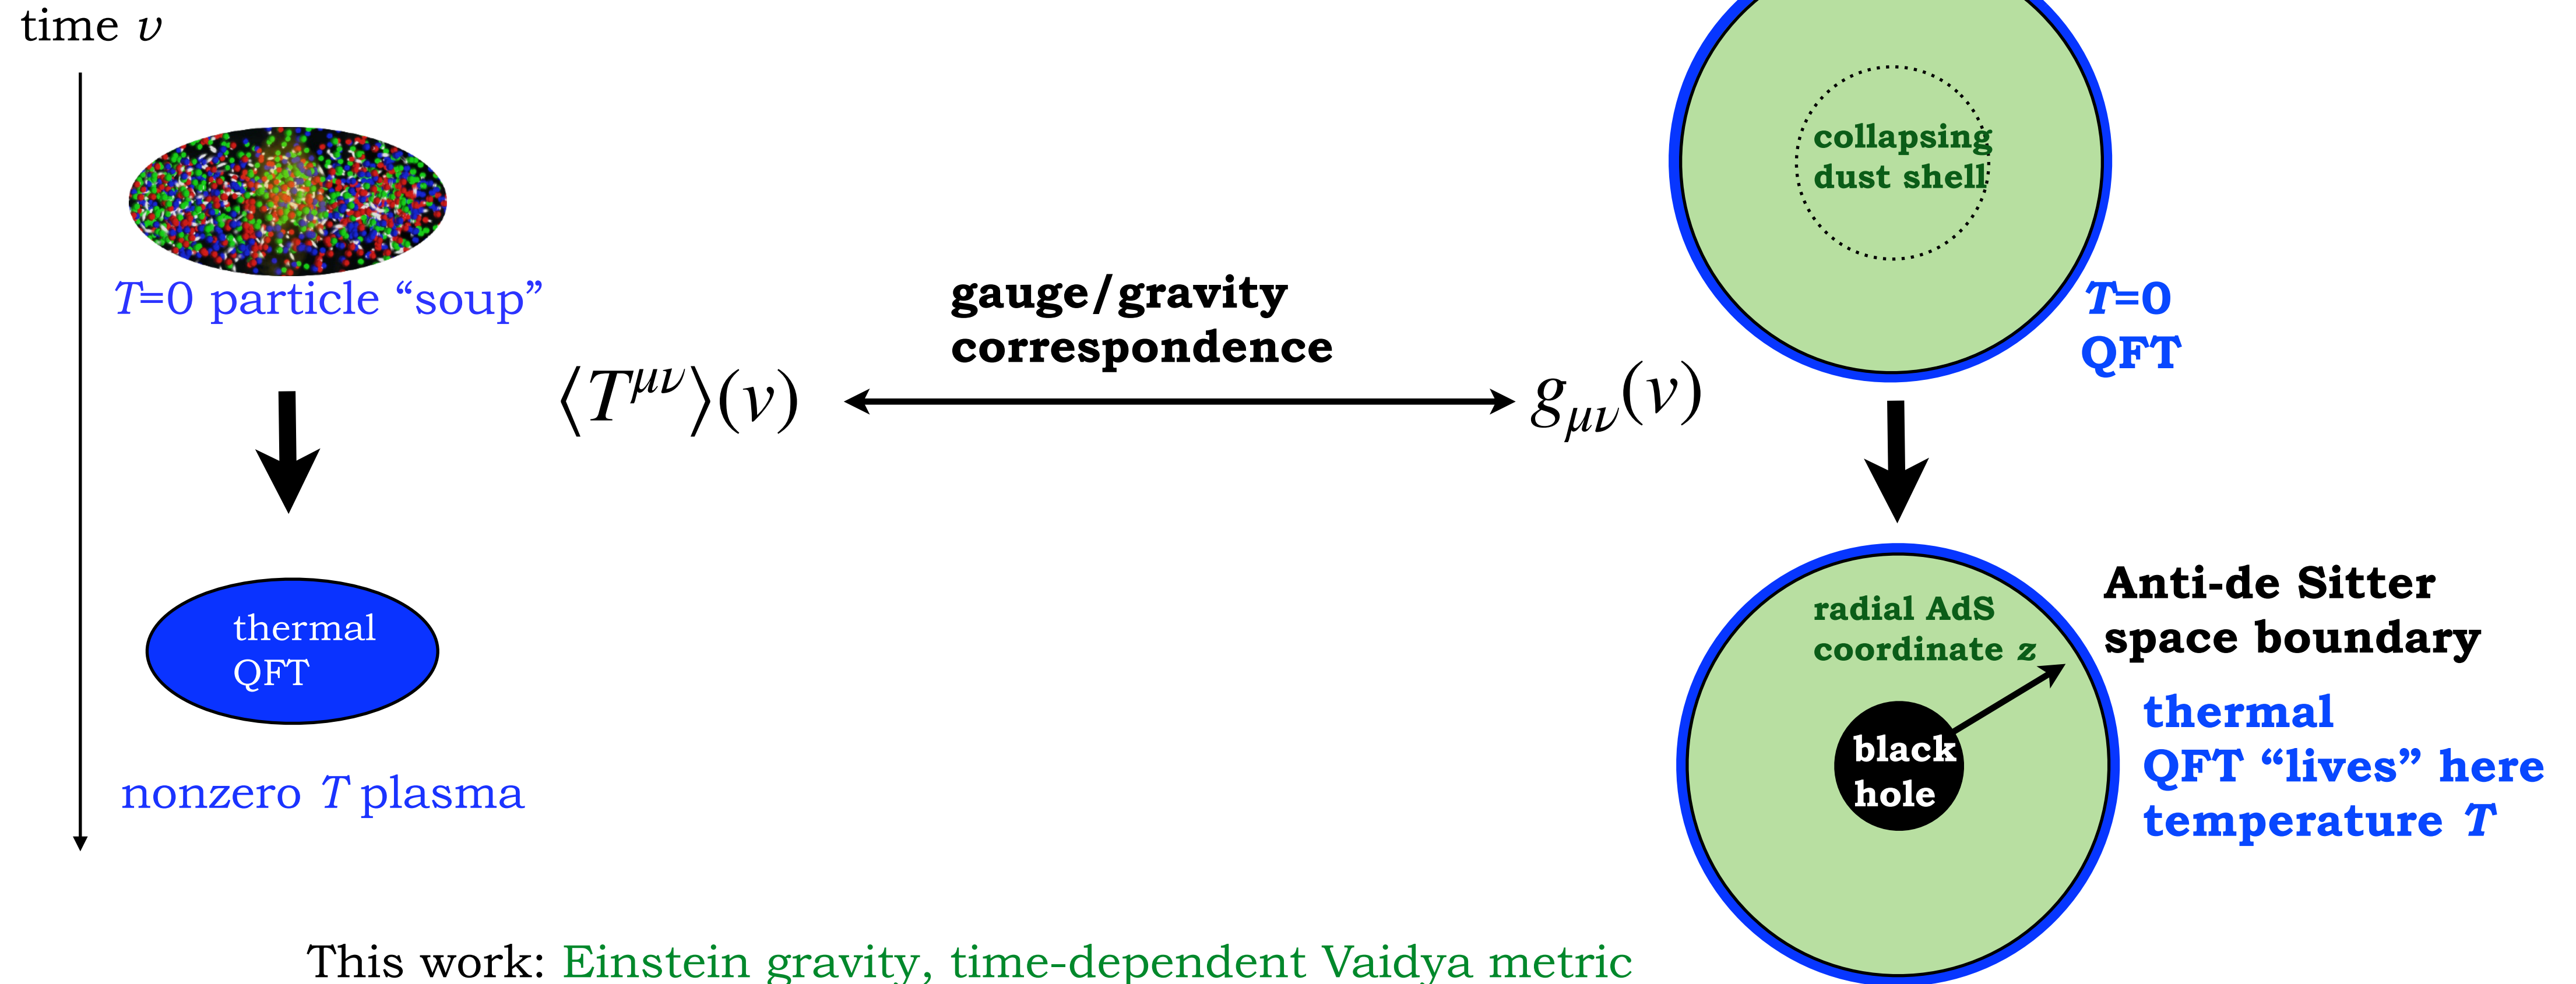 time v
T=0 particle “soup”
gauge/gravity
correspondence
⟨T^{μν}⟩(v)
g_{μν}(v)
collapsing
dust shell
T=0
QFT
thermal
QFT
nonzero T plasma
radial AdS
coordinate z
black
hole
Anti-de Sitter
space boundary
thermal
QFT “lives” here
temperature T
This work: Einstein gravity, time-dependent Vaidya metric